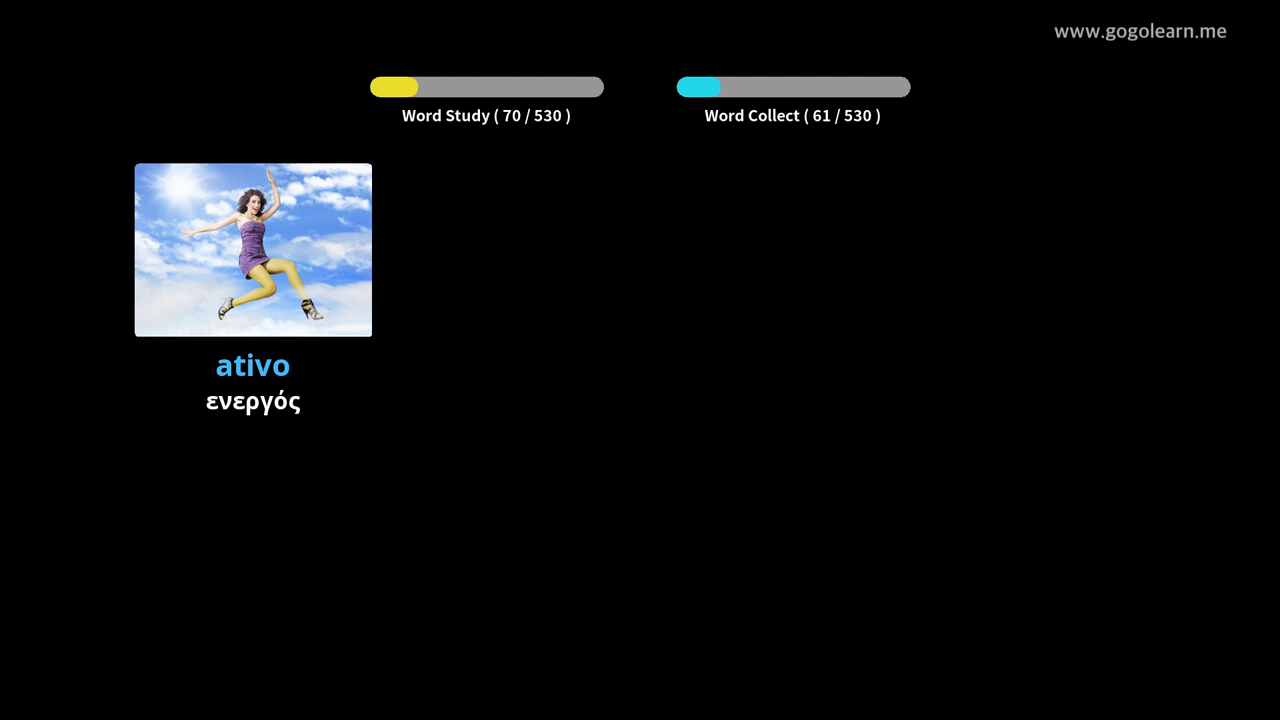 www.gogolearn.me
Word Study ( 70 / 530 )
Word Collect ( 61 / 530 )
ativo
ενεργός